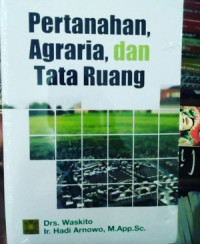 Pertanahan,
Agraria, dan
Tata Ruang
Drs. Waskito
Ir. Hadi Arnowo, M.App.Sc.